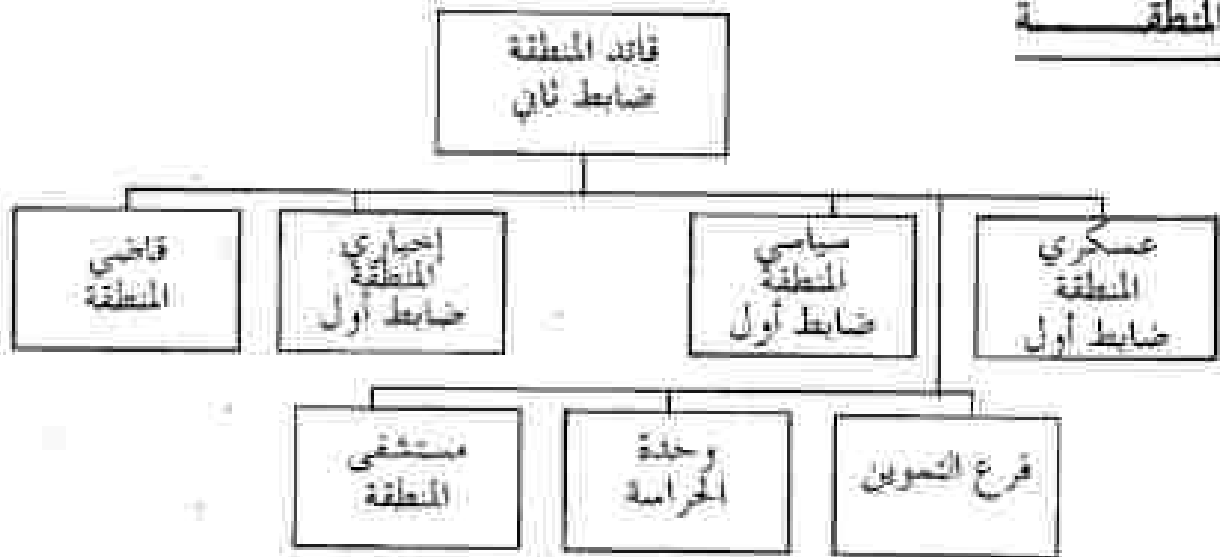 المنطقــــة
قائد المنطقة
ضابط ثاني
عسكري
المنطقة
ضابط أول
سياسي
المنطقة
ضابط أول
إخباري
المنطقة
ضابط أول
قاضي
المنطقة
فرع التموين
وحدة
الحراسة
مستشفى
المنطقة